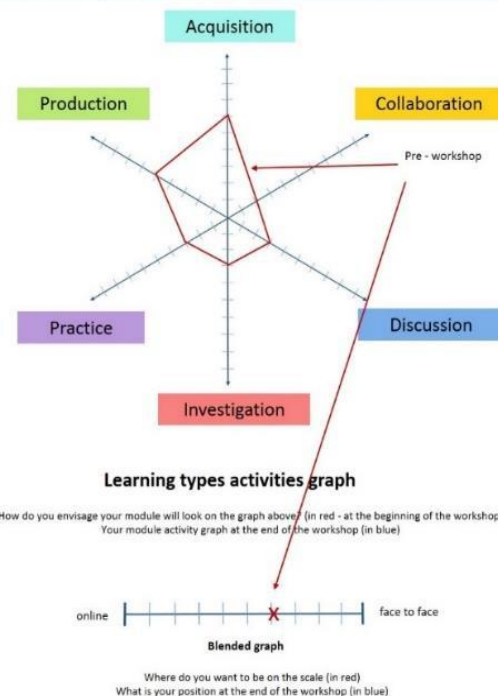 Acquisition
Production
Collaboration
Pre - workshop
Practice
Discussion
Investigation
Learning types activities graph
How do you envisage your module will look on the graph above? (in red - at the beginning of the workshop
Your module activity graph at the end of the workshop (in blue)
online
X
face to face
Blended graph
Where do you want to be on the scale (in red)
What is your position at the end of the workshop (in blue)